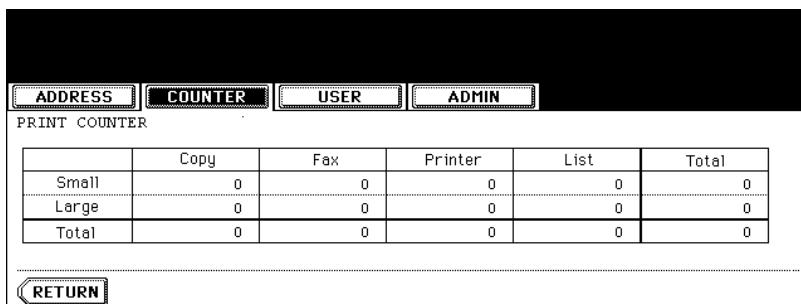 ADDRESS COUNTER USER ADMIN
PRINT COUNTER
Copy Fax Printer List Total
Small 0 0 0 0 0
Large 0 0 0 0 0
Total 0 0 0 0 0
RETURN